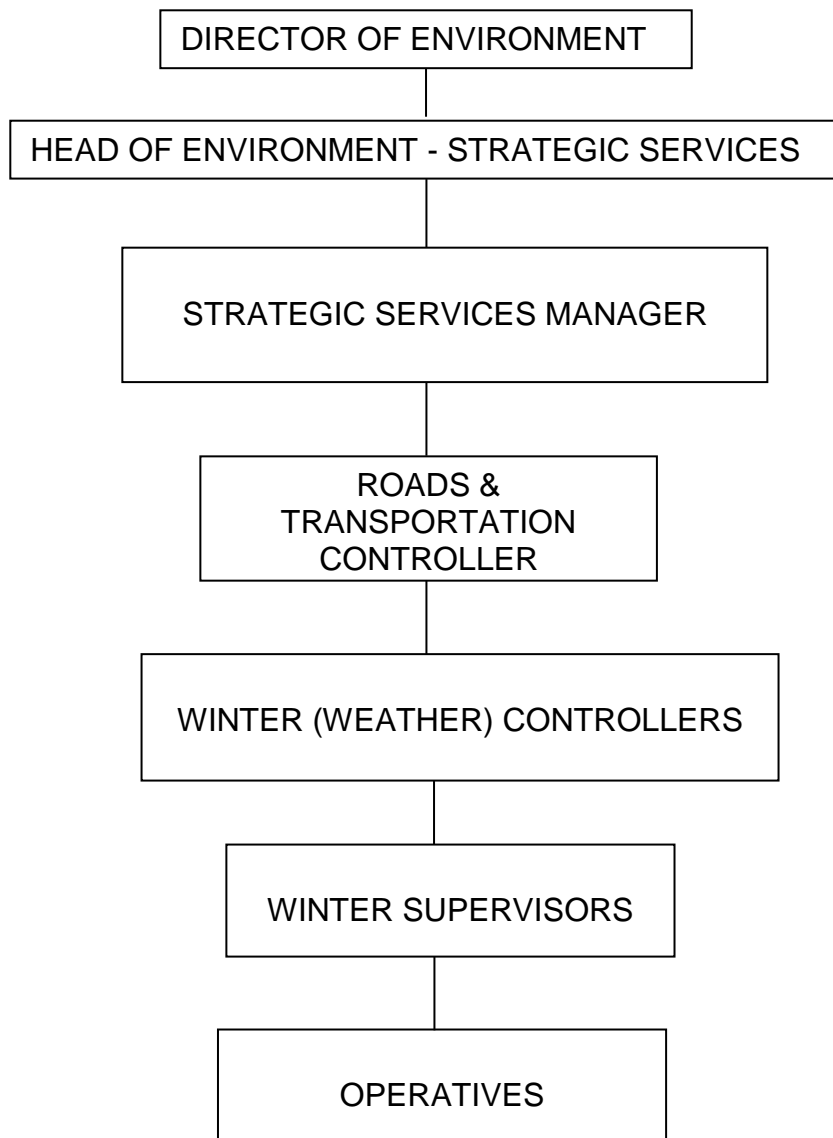 DIRECTOR OF ENVIRONMENT
HEAD OF ENVIRONMENT - STRATEGIC SERVICES
STRATEGIC SERVICES MANAGER
ROADS &
TRANSPORTATION
CONTROLLER
WINTER (WEATHER) CONTROLLERS
WINTER SUPERVISORS
OPERATIVES